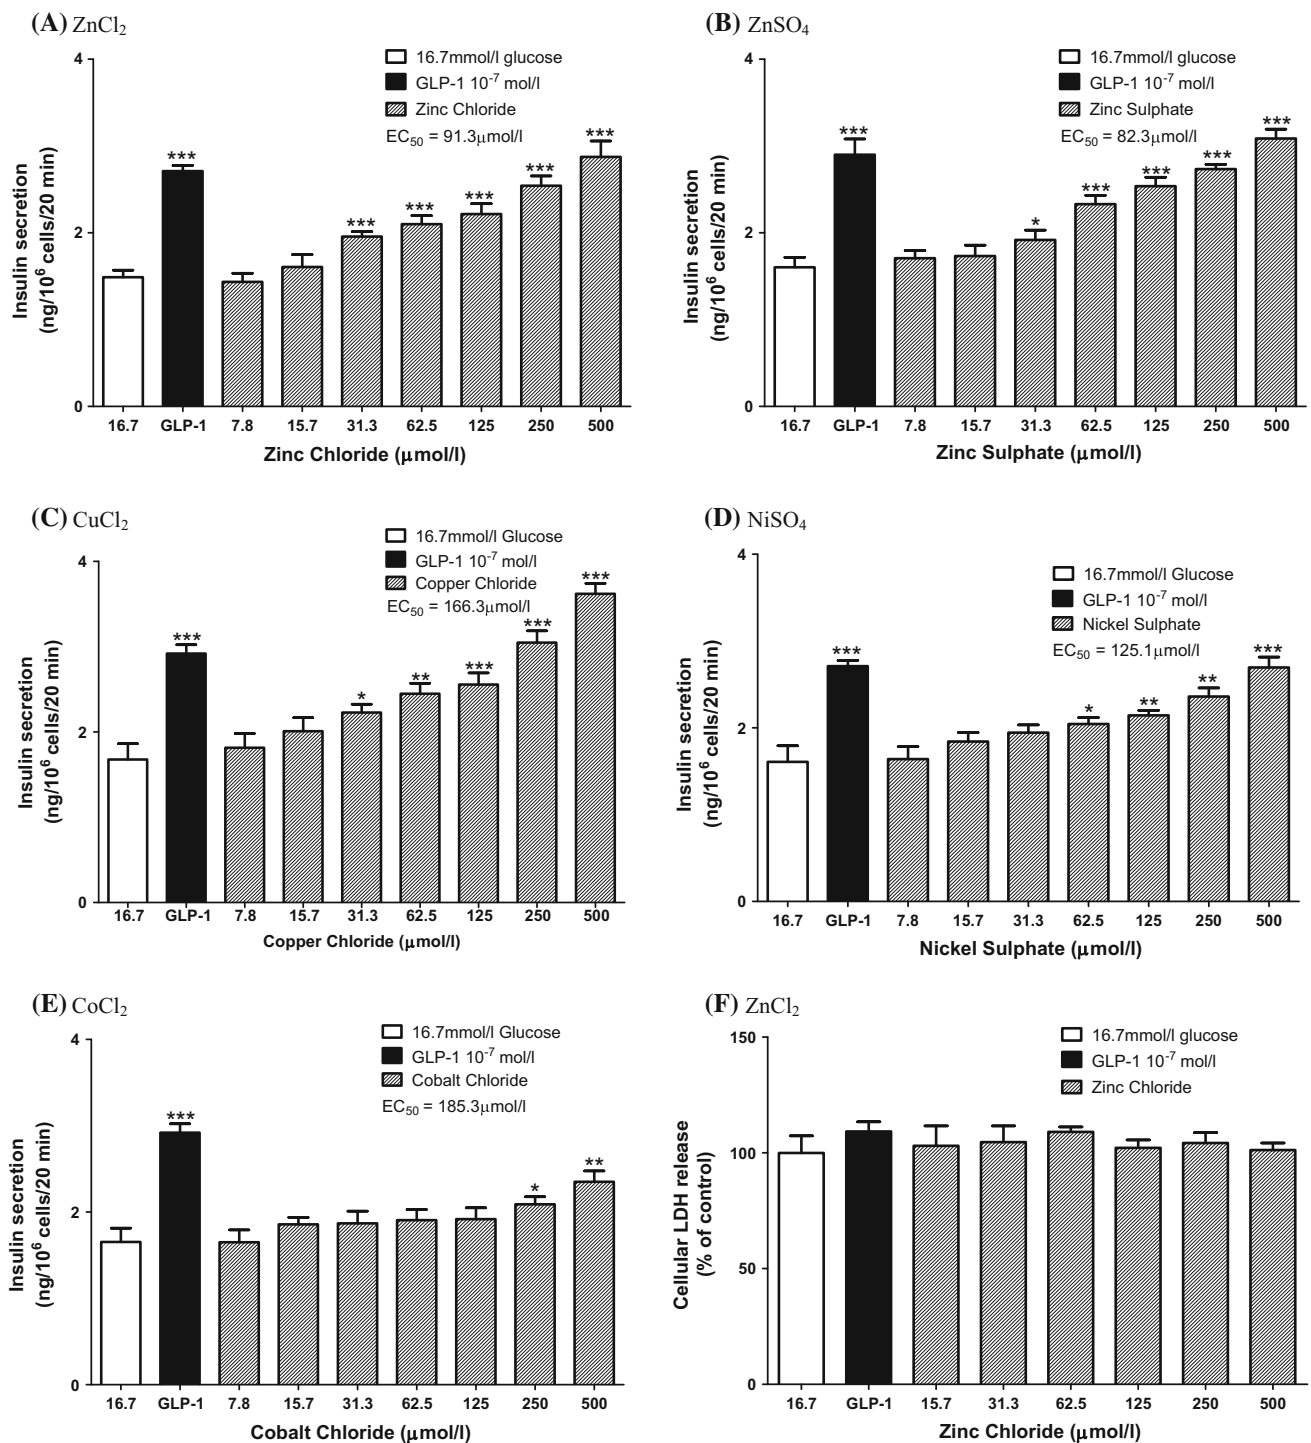 (A) ZnCl2
4
2
0
Insulin secretion
(ng/10^6 cells/20 min)
16.7mmol/l glucose
GLP-1 10^-7 mol/l
Zinc Chloride
EC50 = 91.3μmol/l
***
***
***
***
***
***
16.7 GLP-1 7.8 15.7 31.3 62.5 125 250 500
Zinc Chloride (μmol/l)
(B) ZnSO4
4
2
0
Insulin secretion
(ng/10^6 cells/20 min)
16.7mmol/l glucose
GLP-1 10^-7 mol/l
Zinc Sulphate
EC50 = 82.3μmol/l
***
*
***
***
***
***
16.7 GLP-1 7.8 15.7 31.3 62.5 125 250 500
Zinc Sulphate (μmol/l)
(C) CuCl2
4
2
0
Insulin secretion
(ng/10^6 cells/20 min)
16.7mmol/l Glucose
GLP-1 10^-7 mol/l
Copper Chloride
EC50 = 166.3μmol/l
***
*
**
***
***
***
16.7 GLP-1 7.8 15.7 31.3 62.5 125 250 500
Copper Chloride (μmol/l)
(D) NiSO4
4
2
0
Insulin secretion
(ng/10^6 cells/20 min)
16.7mmol/l Glucose
GLP-1 10^-7 mol/l
Nickel Sulphate
EC50 = 125.1μmol/l
***
*
**
**
***
16.7 GLP-1 7.8 15.7 31.3 62.5 125 250 500
Nickel Sulphate (μmol/l)
(E) CoCl2
4
2
0
Insulin secretion
(ng/10^6 cells/20 min)
16.7mmol/l Glucose
GLP-1 10^-7 mol/l
Cobalt Chloride
EC50 = 185.3μmol/l
***
*
**
16.7 GLP-1 7.8 15.7 31.3 62.5 125 250 500
Cobalt Chloride (μmol/l)
(F) ZnCl2
150
100
50
0
Cellular LDH release
(% of control)
16.7mmol/l glucose
GLP-1 10^-7 mol/l
Zinc Chloride
16.7 GLP-1 15.7 31.3 62.5 125 250 500
Zinc Chloride (μmol/l)